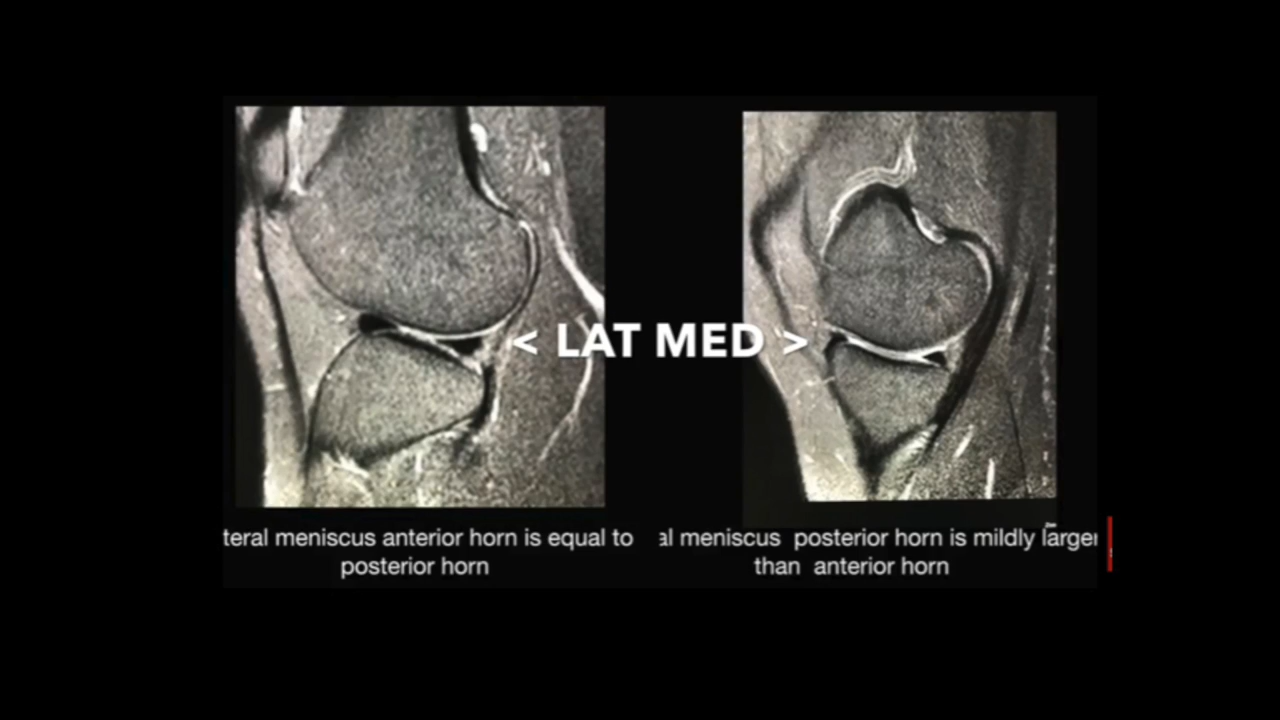 < LAT MED >
teral meniscus anterior horn is equal to
posterior horn
al meniscus posterior horn is mildly larger
than anterior horn